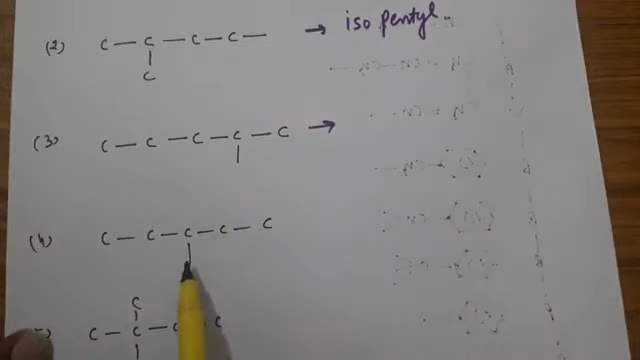 (2) C — C — C — C — → iso pentyl
C
(3) C — C — C — C — C →
(4) C — C — C — C — C
C
C — C — C C